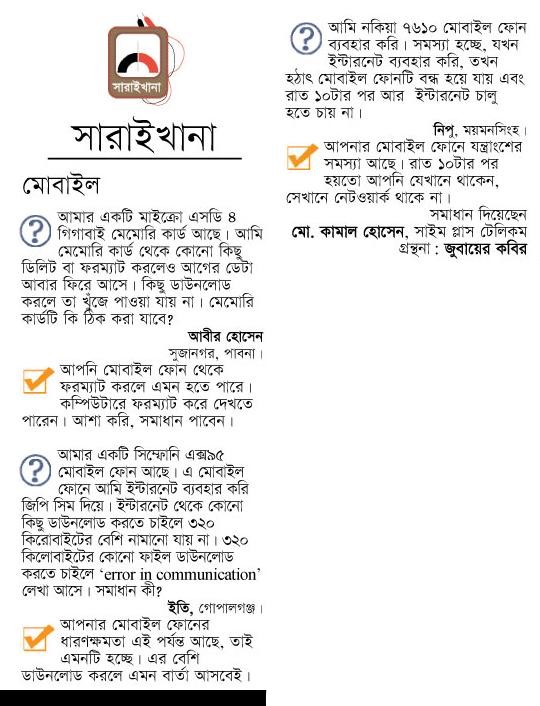 সারাইখানা
সারাইখানা
মোবাইল
আমার একটি মাইক্রো এসডি ৪
গিগাবাই মেমোরি কার্ড আছে। আমি
মেমোরি কার্ড থেকে কোনো কিছু
ডিলিট বা ফরম্যাট করলেও আগের ডেটা
আবার ফিরে আসে। কিছু ডাউনলোড
করলে তা খুঁজে পাওয়া যায় না। মেমোরি
কার্ডটি কি ঠিক করা যাবে?
আবীর হোসেন
সুজানগর, পাবনা।
আপনি মোবাইল ফোন থেকে
ফরম্যাট করলে এমন হতে পারে।
কম্পিউটারে ফরম্যাট করে দেখতে
পারেন। আশা করি, সমাধান পাবেন।
আমার একটি সিম্ফোনি এক্স৯৫
মোবাইল ফোন আছে। এ মোবাইল
ফোনে আমি ইন্টারনেট ব্যবহার করি
জিপি সিম দিয়ে। ইন্টারনেট থেকে কোনো
কিছু ডাউনলোড করতে চাইলে ৩২০
কিরোবাইটের বেশি নামানো যায় না। ৩২০
কিলোবাইটের কোনো ফাইল ডাউনলোড
করতে চাইলে ‘error in communication’
লেখা আসে। সমাধান কী?
ইতি, গোপালগঞ্জ।
আপনার মোবাইল ফোনের
ধারণক্ষমতা এই পর্যন্ত আছে, তাই
এমনটি হচ্ছে। এর বেশি
ডাউনলোড করলে এমন বার্তা আসবেই।
আমি নকিয়া ৭৬১০ মোবাইল ফোন
ব্যবহার করি। সমস্যা হচ্ছে, যখন
ইন্টারনেট ব্যবহার করি, তখন
হঠাৎ মোবাইল ফোনটি বন্ধ হয়ে যায় এবং
রাত ১০টার পর আর ইন্টারনেট চালু
হতে চায় না।
নিপু, ময়মনসিংহ।
আপনার মোবাইল ফোনে যন্ত্রাংশের
সমস্যা আছে। রাত ১০টার পর
হয়তো আপনি যেখানে থাকেন,
সেখানে নেটওয়ার্ক থাকে না।
সমাধান দিয়েছেন
মো. কামাল হোসেন, সাইম প্লাস টেলিকম
গ্রন্থনা : জুবায়ের কবির